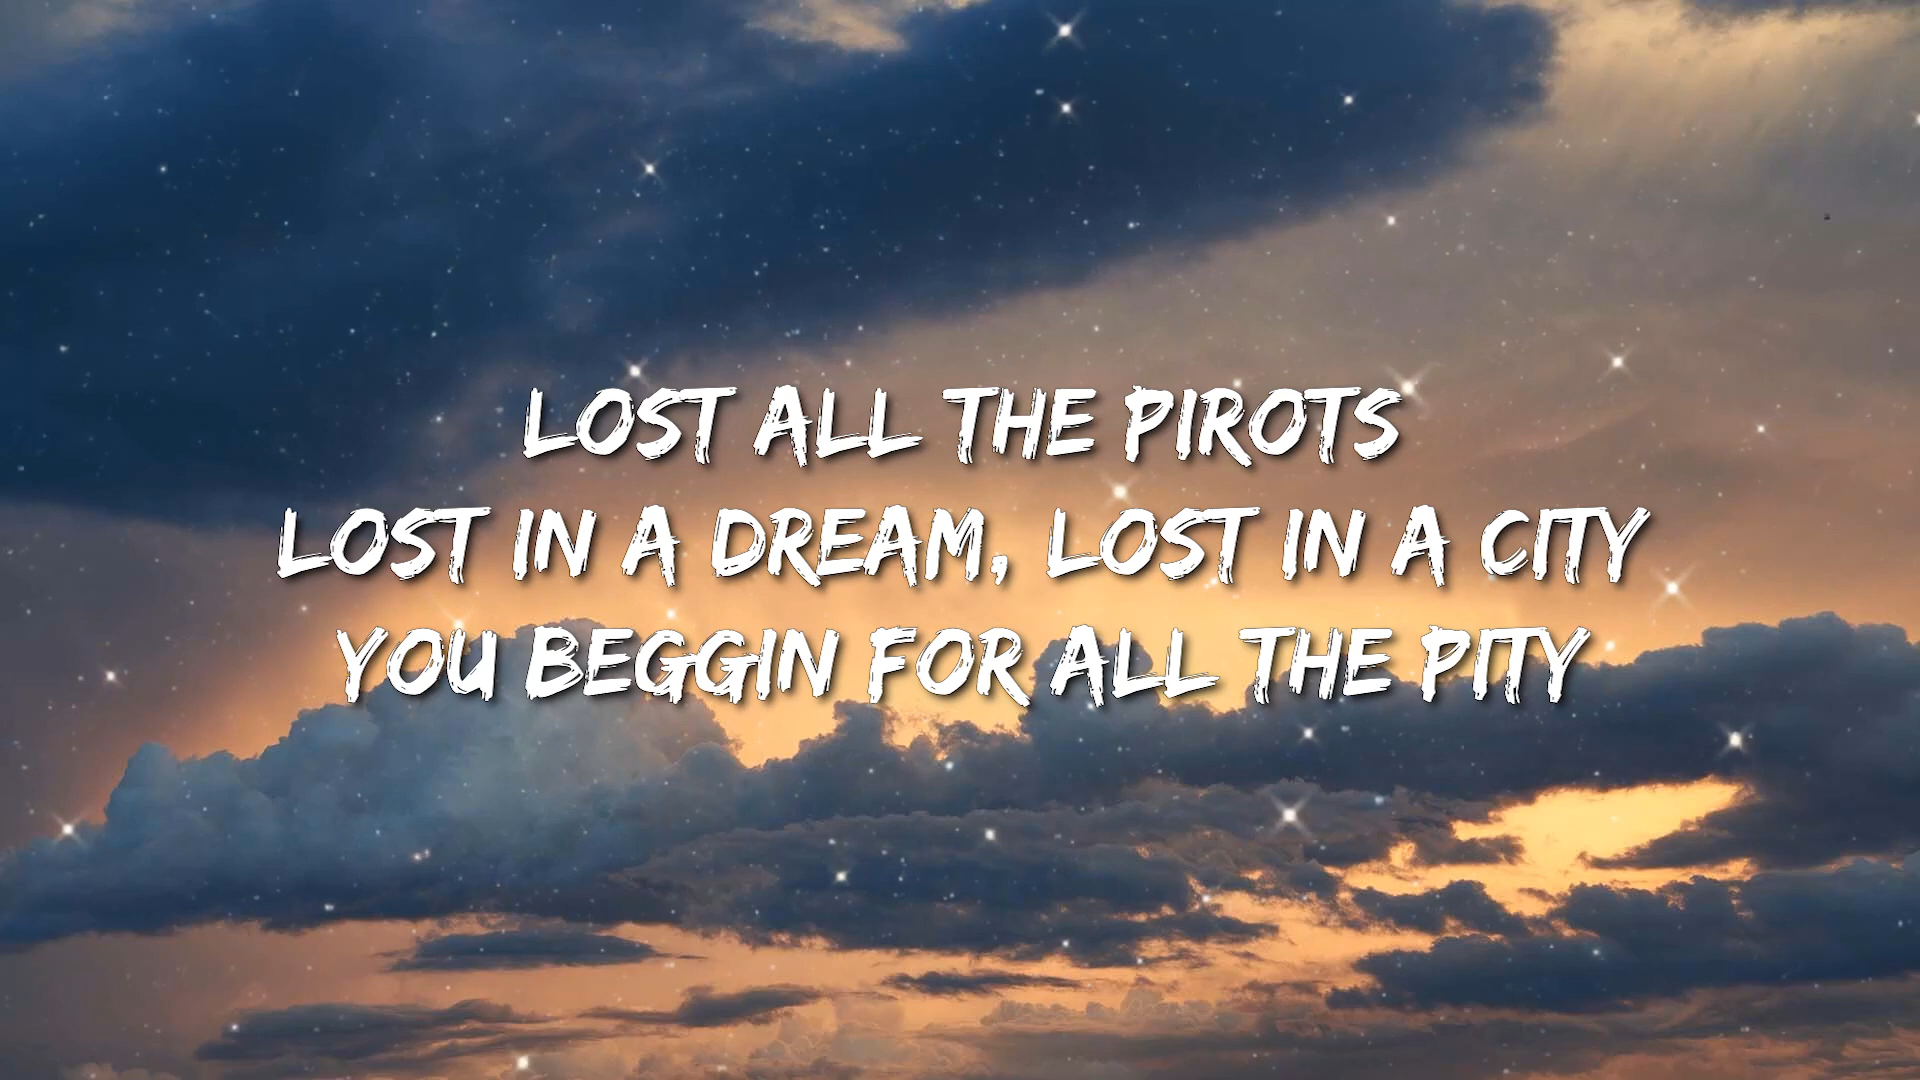 LOST ALL THE PIROTS
LOST IN A DREAM, LOST IN A CITY
YOU BEGGIN FOR ALL THE PITY